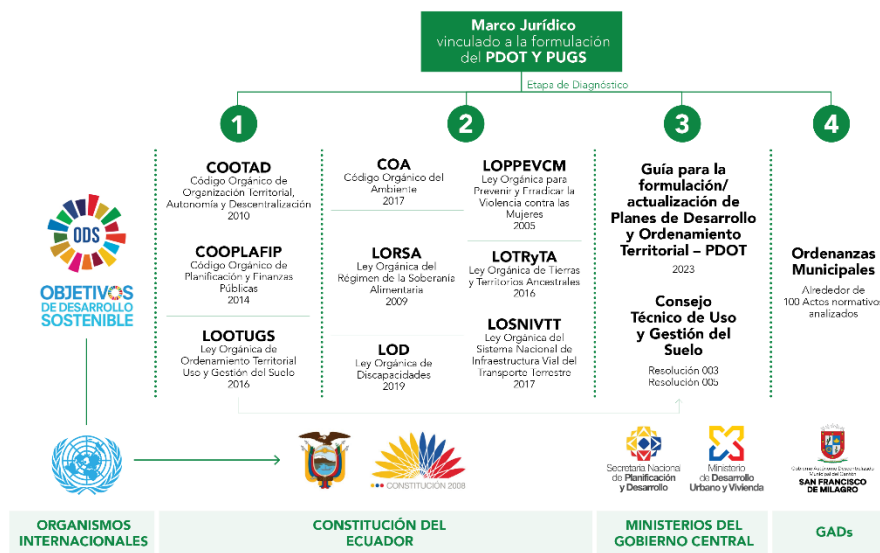 Marco Jurídico
vinculado a la formulación
del PDOT Y PUGS
Etapa de Diagnóstico
1
2
3
4
ODS
OBJETIVOS
DE DESARROLLO
SOSTENIBLE
COOTAD
Código Orgánico de
Organización Territorial,
Autonomía y Descentralización
2010
COOPLAFIP
Código Orgánico de
Planificación y Finanzas
Públicas
2014
LOOTUGS
Ley Orgánica de
Ordenamiento Territorial
Uso y Gestión del Suelo
2016
COA
Código Orgánico del
Ambiente
2017
LORSA
Ley Orgánica del
Régimen de la Soberanía
Alimentaria
2009
LOD
Ley Orgánica de
Discapacidades
2019
LOPPEVCM
Ley Orgánica para
Prevenir y Erradicar la
Violencia contra las
Mujeres
2005
LOTRyTA
Ley Orgánica de Tierras
y Territorios Ancestrales
2016
LOSNIVTT
Ley Orgánica del
Sistema Nacional de
Infraestructura Vial del
Transporte Terrestre
2017
Guía para la
formulación/
actualización de
Planes de Desarrollo
y Ordenamiento
Territorial – PDOT
2023
Consejo
Técnico de Uso
y Gestión del
Suelo
Resolución 003
Resolución 005
Ordenanzas
Municipales
Alrededor de
100 Actos normativos
analizados
CONSTITUCIÓN 2008
Secretaría Nacional
de Planificación
y Desarrollo
Ministerio
de Desarrollo
Urbano y Vivienda
Gobierno Autónomo Descentralizado
Municipal del Cantón
SAN FRANCISCO
DE MILAGRO
ORGANISMOS
INTERNACIONALES
CONSTITUCIÓN DEL
ECUADOR
MINISTERIOS DEL
GOBIERNO CENTRAL
GADs